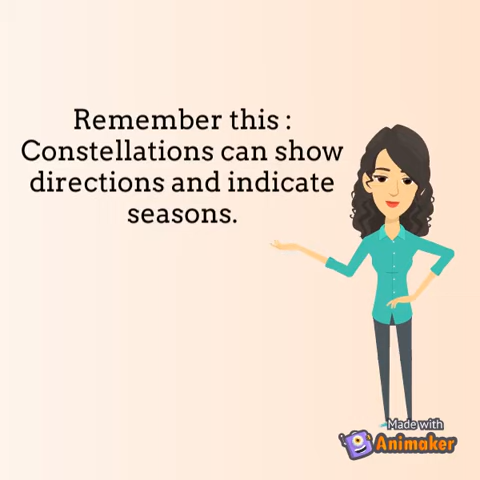 Remember this :
Constellations can show
directions and indicate
seasons.
Made with
Animaker